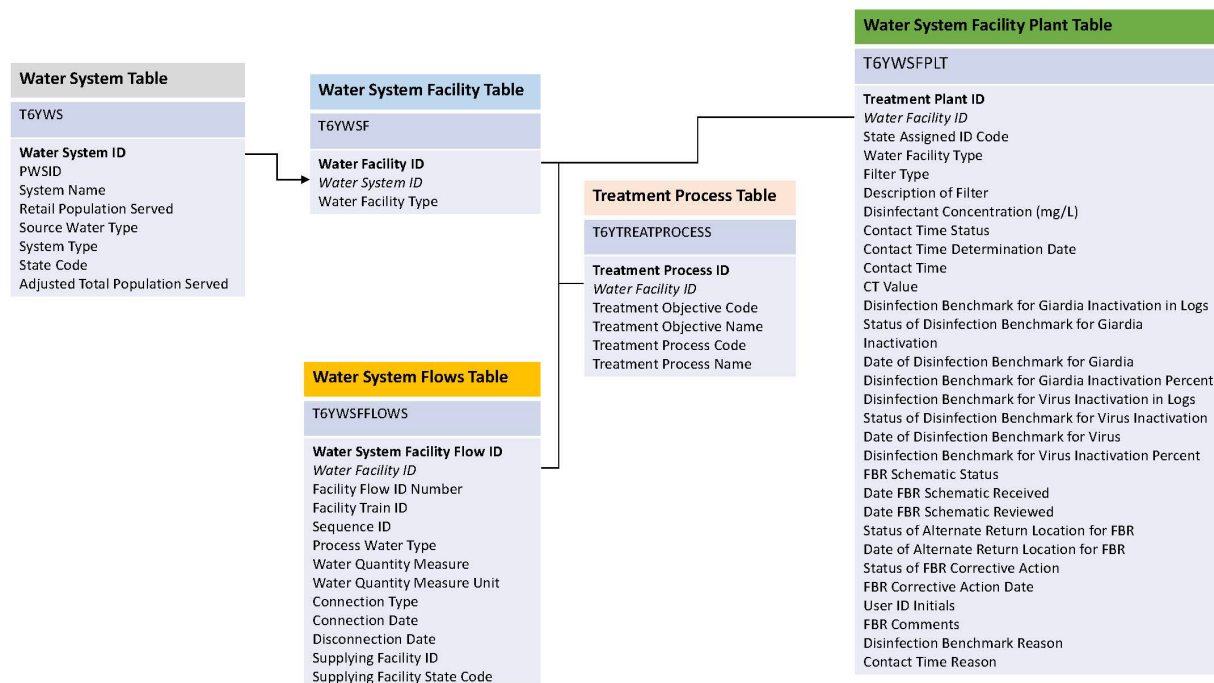 Water System Table
T6YWS
Water System ID
PWSID
System Name
Retail Population Served
Source Water Type
System Type
State Code
Adjusted Total Population Served
Water System Facility Table
T6YWSF
Water Facility ID
Water System ID
Water Facility Type
Treatment Process Table
T6YTREATPROCESS
Treatment Process ID
Water Facility ID
Treatment Objective Code
Treatment Objective Name
Treatment Process Code
Treatment Process Name
Water System Flows Table
T6YWSFFLOWS
Water System Facility Flow ID
Water Facility ID
Facility Flow ID Number
Facility Train ID
Sequence ID
Process Water Type
Water Quantity Measure
Water Quantity Measure Unit
Connection Type
Connection Date
Disconnection Date
Supplying Facility ID
Supplying Facility State Code
Water System Facility Plant Table
T6YWSFPLT
Treatment Plant ID
Water Facility ID
State Assigned ID Code
Water Facility Type
Filter Type
Description of Filter
Disinfectant Concentration (mg/L)
Contact Time Status
Contact Time Determination Date
Contact Time
CT Value
Disinfection Benchmark for Giardia Inactivation in Logs
Status of Disinfection Benchmark for Giardia
Inactivation
Date of Disinfection Benchmark for Giardia
Disinfection Benchmark for Giardia Inactivation Percent
Disinfection Benchmark for Virus Inactivation in Logs
Status of Disinfection Benchmark for Virus Inactivation
Date of Disinfection Benchmark for Virus
Disinfection Benchmark for Virus Inactivation Percent
FBR Schematic Status
Date FBR Schematic Received
Date FBR Schematic Reviewed
Status of Alternate Return Location for FBR
Date of Alternate Return Location for FBR
Status of FBR Corrective Action
FBR Corrective Action Date
User ID Initials
FBR Comments
Disinfection Benchmark Reason
Contact Time Reason